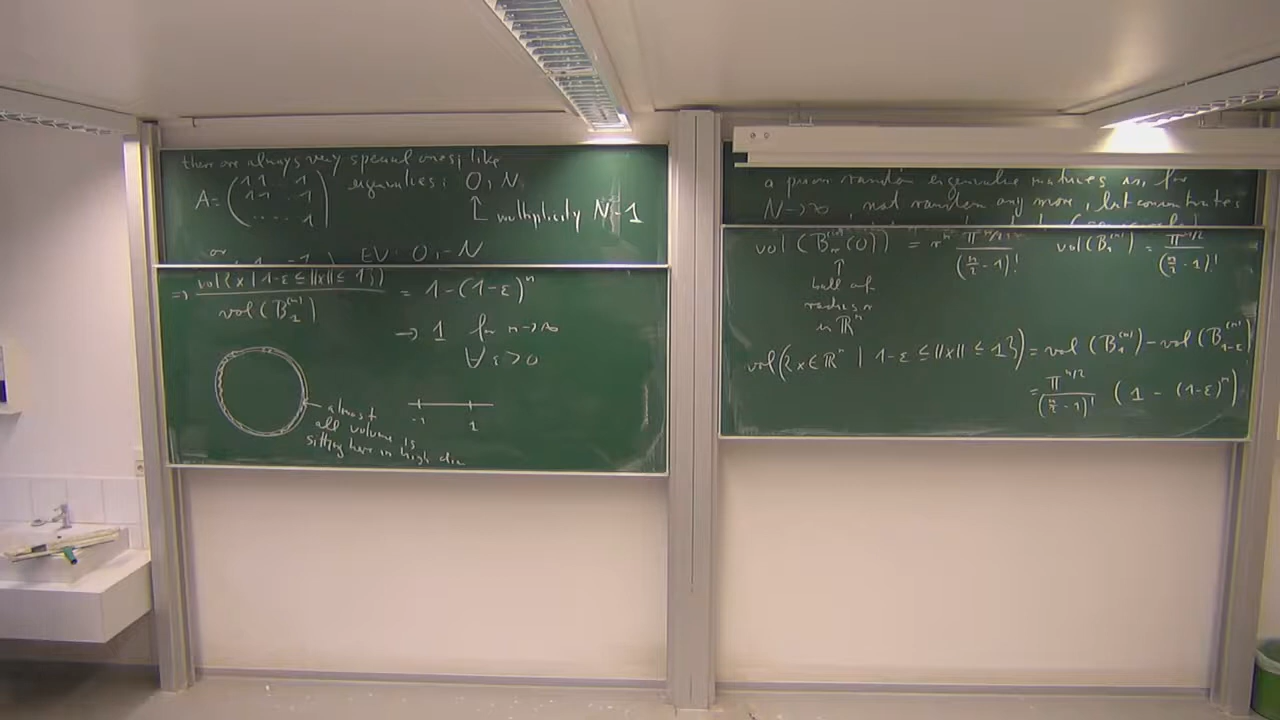 there are always very special ones, like
A = ( 1 1 .. 1
1 1 .. 1
.. .. 1 )
eigenvalues: 0, N
↑ multiplicity N-1
or 1 -1 EV: 0, -N
=> vol{x | 1-ε ≤ ||x|| ≤ 1}) / vol(B_1^(n)) = 1-(1-ε)^n
→ 1 for n→∞
∀ ε>0
almost
all volume is
sitting here in high dim
-1 1
a priori random eigenvalue matrices is, for
N→∞, not random any more, but concentrates
vol(B_r^(n)(0)) = r^n π^(n/2) / (n/2 - 1)! vol(B_1^(n)) = π^(n/2) / (n/2 - 1)!
↑
ball of
radius r
in ℝ^n
vol({x∈ℝ^n | 1-ε ≤ ||x|| ≤ 1}) = vol(B_1^(n)) - vol(B_{1-ε}^(n))
= π^(n/2) / (n/2 - 1)! (1 - (1-ε)^n)